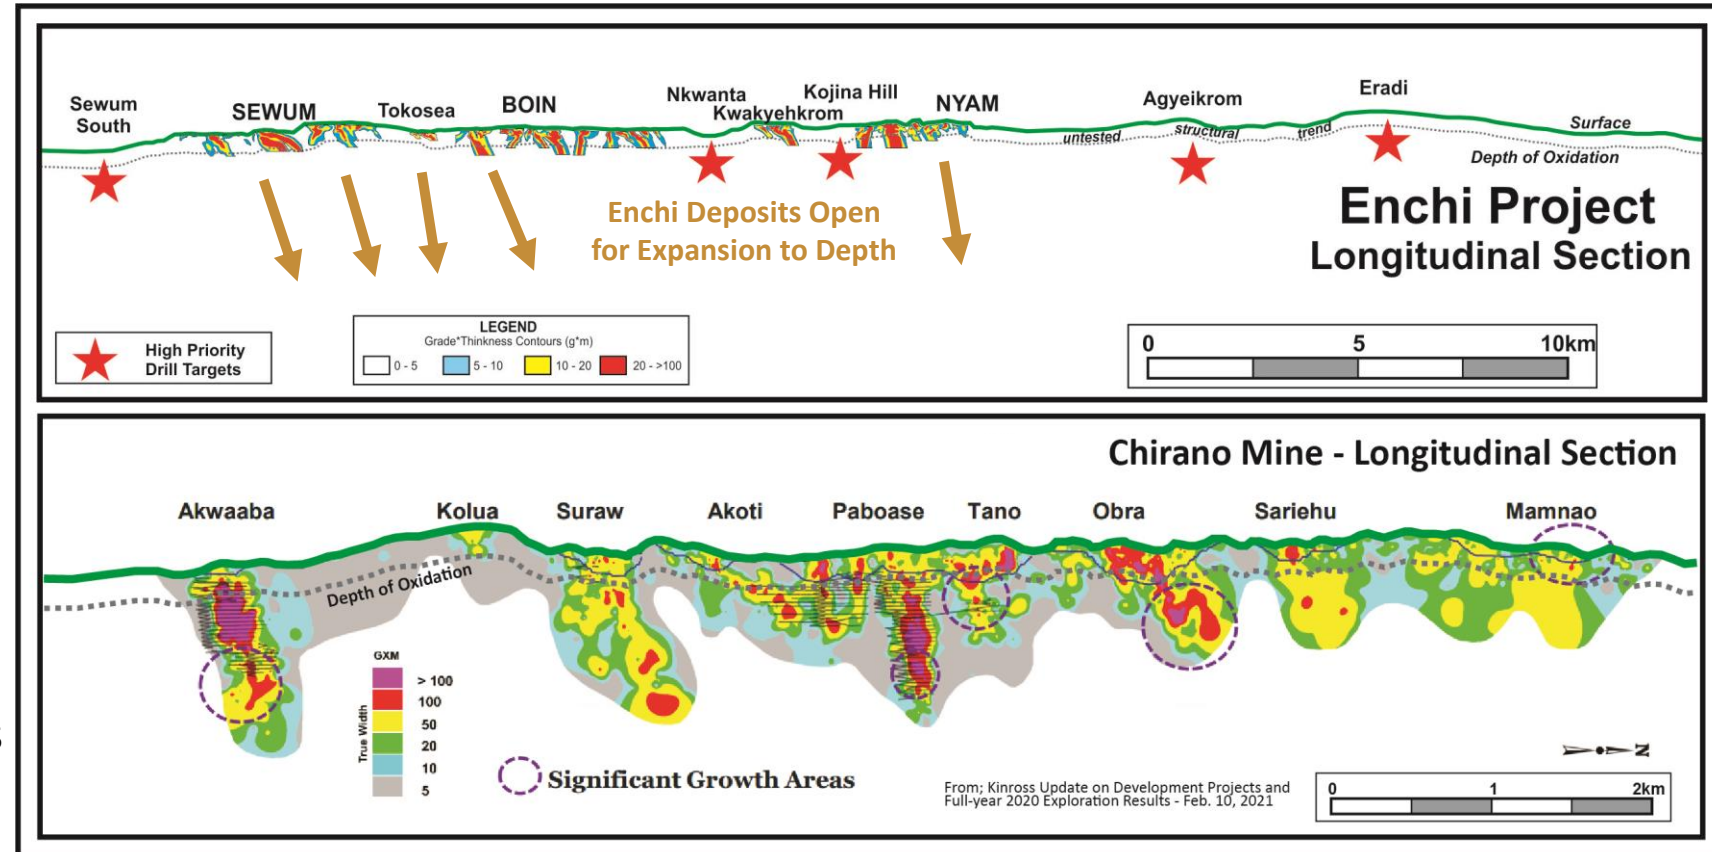 Sewum
South
SEWUM
Tokosea
BOIN
Nkwanta
Kwakyehkrom
Kojina Hill
NYAM
Agyeikrom
Eradi
untested
structural
trend
Surface
Depth of Oxidation
Enchi Deposits Open
for Expansion to Depth
Enchi Project
Longitudinal Section
High Priority
Drill Targets
LEGEND
Grade*Thinkness Contours (g*m)
0 - 5
5 - 10
10 - 20
20 - >100
0
5
10km
Chirano Mine - Longitudinal Section
Akwaaba
Kolua
Suraw
Akoti
Paboase
Tano
Obra
Sariehu
Mamnao
Depth of Oxidation
GXM
True Width
> 100
100
50
20
10
5
Significant Growth Areas
From; Kinross Update on Development Projects and
Full-year 2020 Exploration Results - Feb. 10, 2021
N
0
1
2km